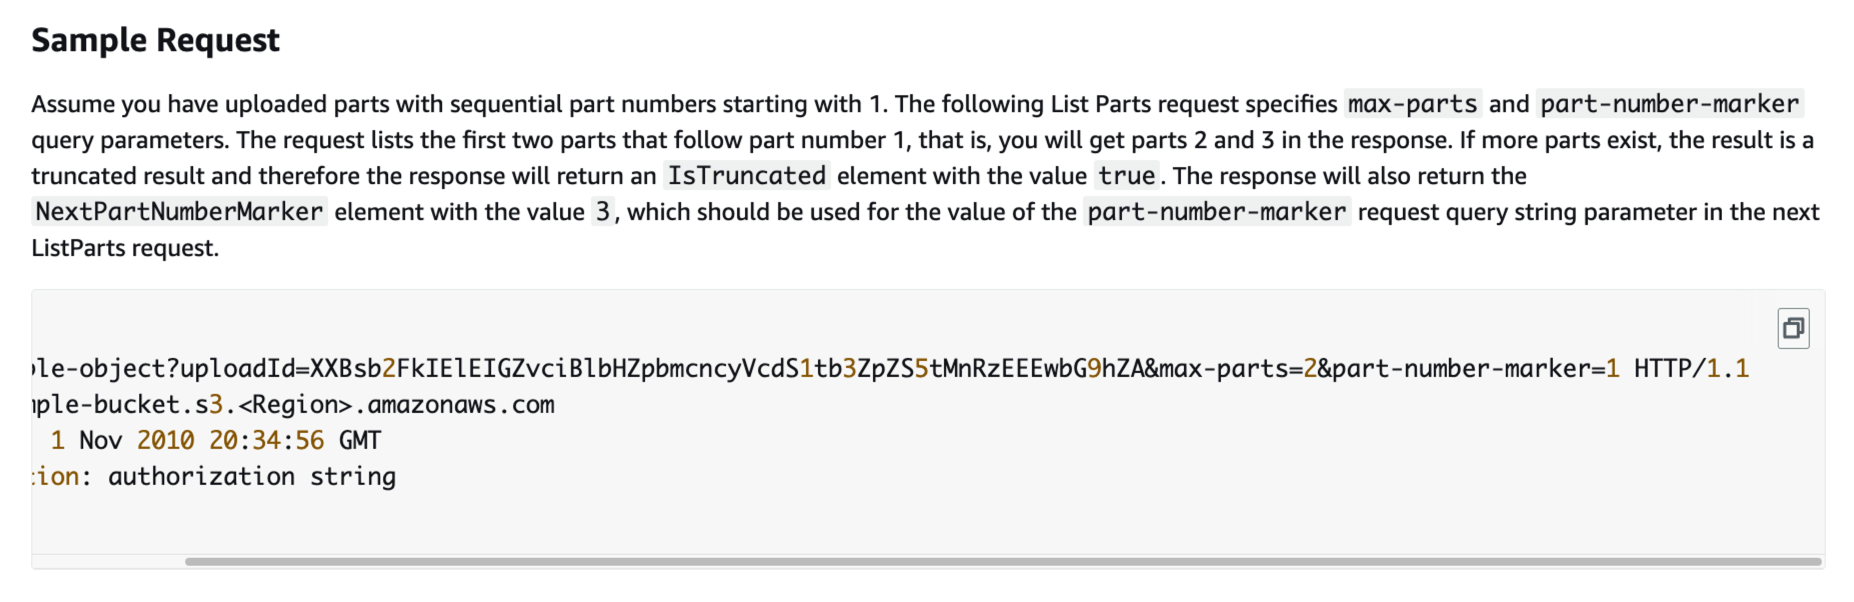 Sample Request
Assume you have uploaded parts with sequential part numbers starting with 1. The following List Parts request specifies max-parts and part-number-marker
query parameters. The request lists the first two parts that follow part number 1, that is, you will get parts 2 and 3 in the response. If more parts exist, the result is a
truncated result and therefore the response will return an IsTruncated element with the value true. The response will also return the
NextPartNumberMarker element with the value 3, which should be used for the value of the part-number-marker request query string parameter in the next
ListParts request.
ple-object?uploadId=XXBsb2FkIElEIGZvciBlbHZpbmcncyVcdS1tb3ZpZS5tMnRzEEEwbG9hZA&max-parts=2&part-number-marker=1 HTTP/1.1
mple-bucket.s3.<Region>.amazonaws.com
1 Nov 2010 20:34:56 GMT
tion: authorization string